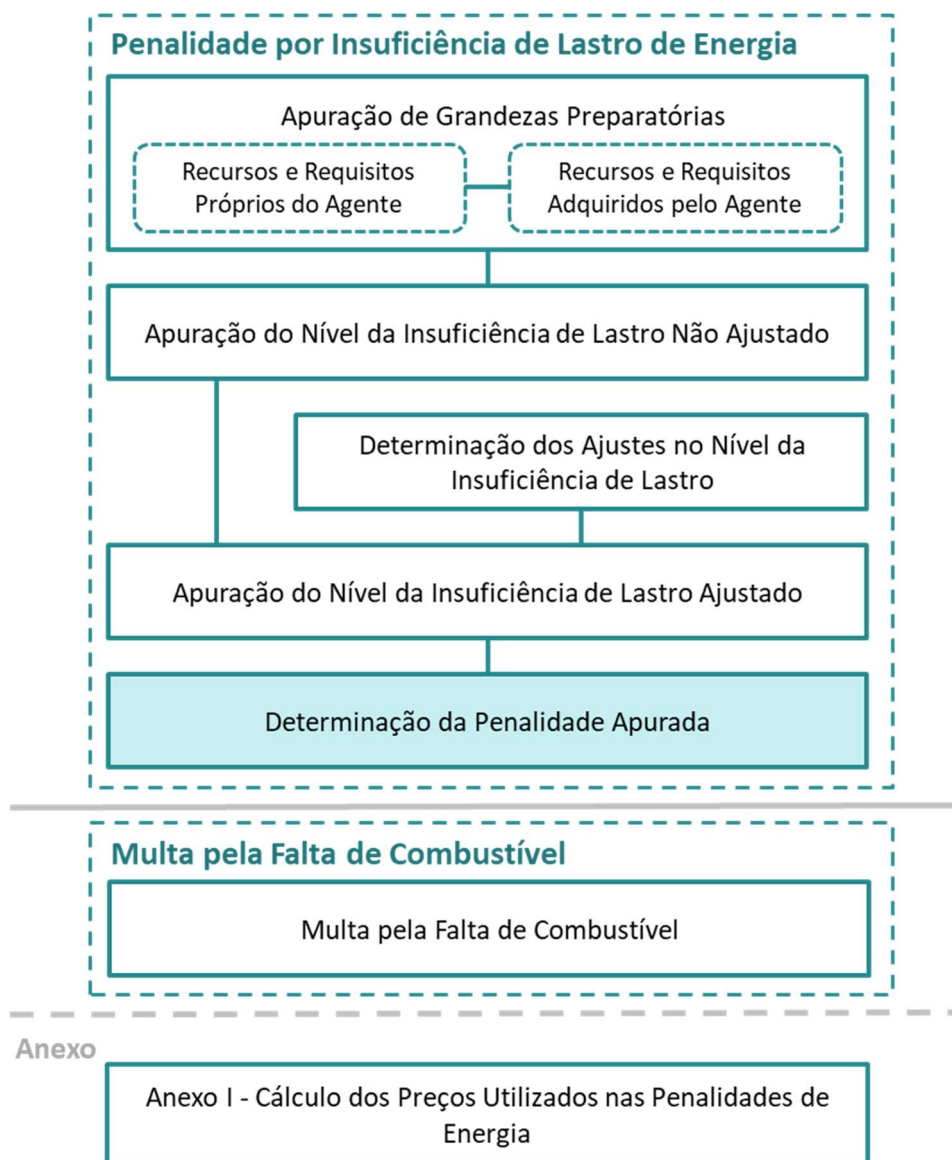 Penalidade por Insuficiência de Lastro de Energia
Apuração de Grandezas Preparatórias
Recursos e Requisitos
Próprios do Agente
Recursos e Requisitos
Adquiridos pelo Agente
Apuração do Nível da Insuficiência de Lastro Não Ajustado
Determinação dos Ajustes no Nível da
Insuficiência de Lastro
Apuração do Nível da Insuficiência de Lastro Ajustado
Determinação da Penalidade Apurada
Multa pela Falta de Combustível
Multa pela Falta de Combustível
Anexo
Anexo I - Cálculo dos Preços Utilizados nas Penalidades de
Energia